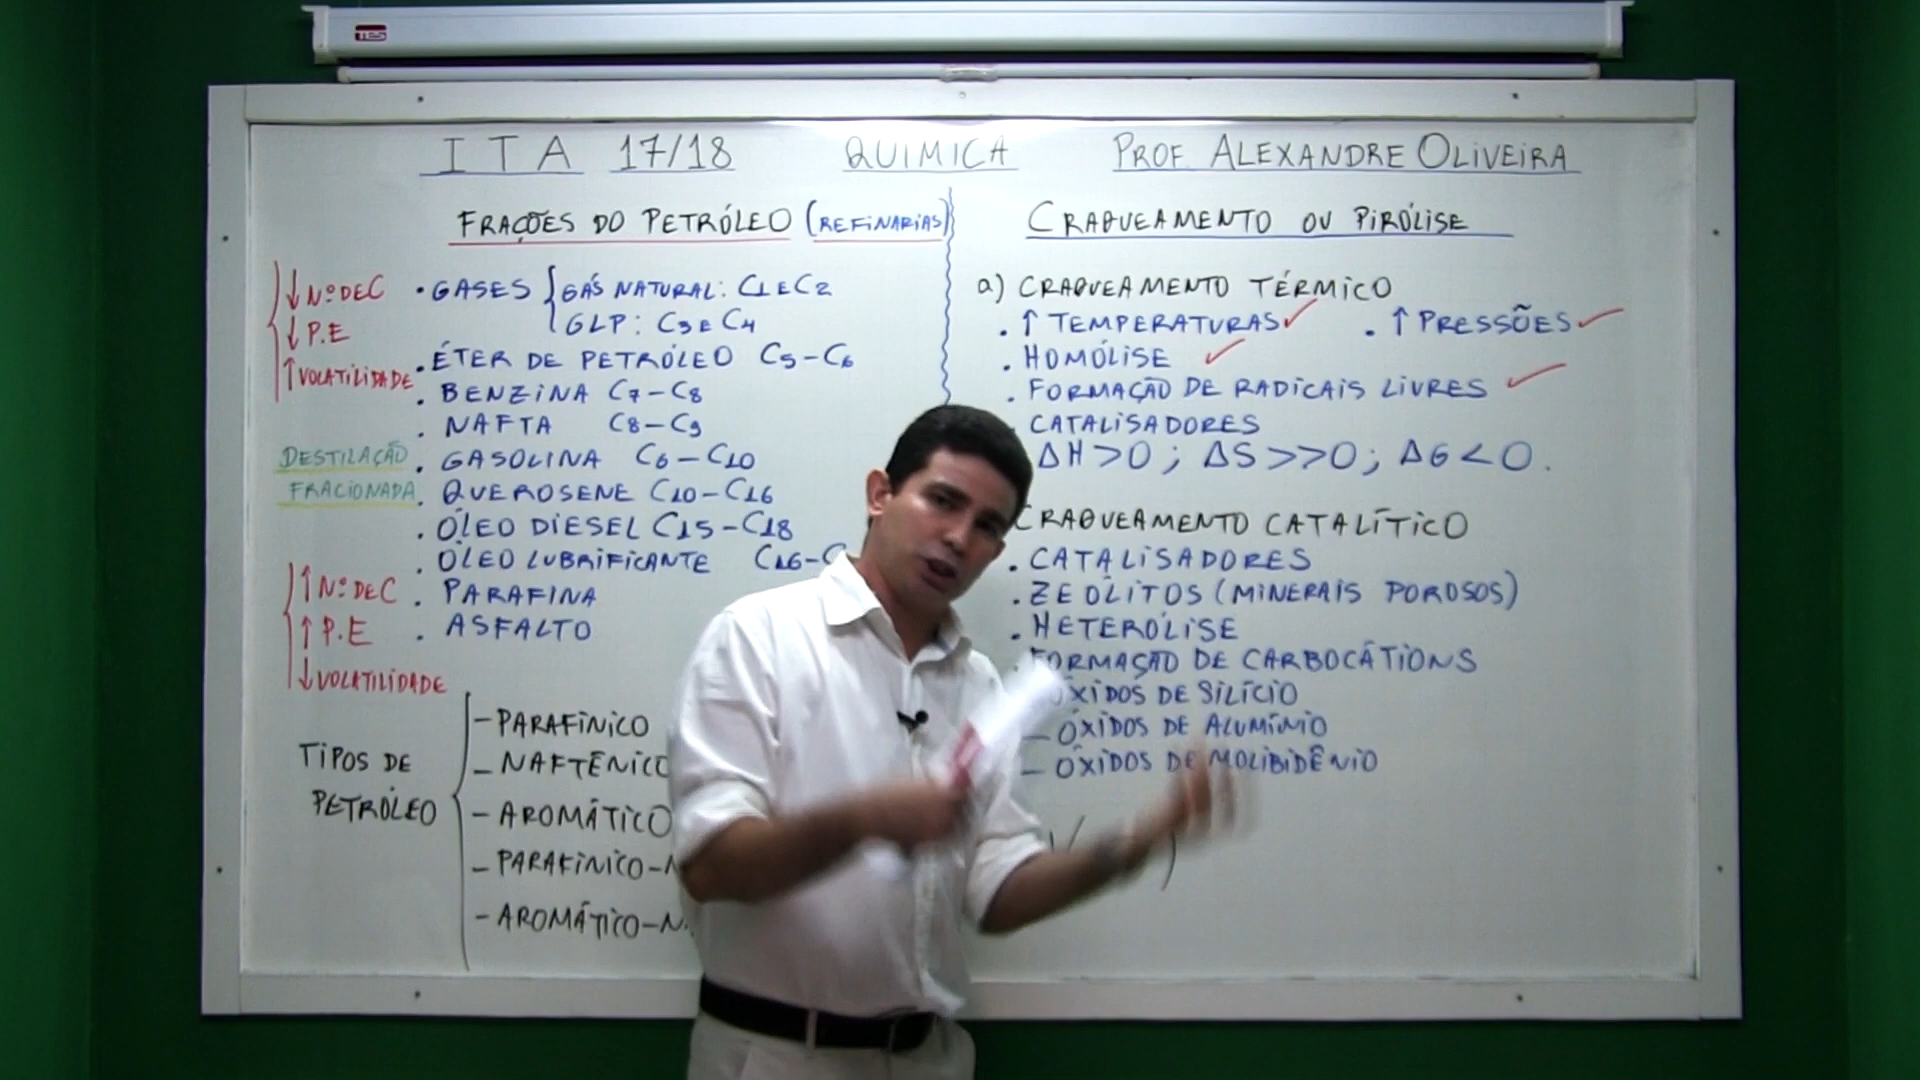 ITA 17/18 QUIMICA PROF. ALEXANDRE OLIVEIRA
FRAÇÕES DO PETRÓLEO (REFINARIAS)
↓ Nº DE C
↓ P.E
↑ VOLATILIDADE
• GASES { GÁS NATURAL: C1 E C2
GLP: C3 E C4
• ÉTER DE PETRÓLEO C5-C6
• BENZINA C7-C8
• NAFTA C8-C9
DESTILAÇÃO
FRACIONADA
• GASOLINA C6-C10
• QUEROSENE C10-C16
• ÓLEO DIESEL C15-C18
• ÓLEO LUBRIFICANTE C16-C
• PARAFINA
• ASFALTO
↑ Nº DE C
↑ P.E
↓ VOLATILIDADE
TIPOS DE
PETRÓLEO
- PARAFÍNICO
- NAFTÊNICO
- AROMÁTICO
- PARAFÍNICO-N
- AROMÁTICO-N
CRAQUEAMENTO OU PIRÓLISE
a) CRAQUEAMENTO TÉRMICO
• ↑ TEMPERATURAS ✓ • ↑ PRESSÕES ✓
• HOMÓLISE ✓
• FORMAÇÃO DE RADICAIS LIVRES ✓
CATALISADORES
ΔH>0 ; ΔS>>0 ; ΔG<0.
CRAQUEAMENTO CATALÍTICO
• CATALISADORES
• ZEÓLITOS (MINERAIS POROSOS)
• HETERÓLISE
• FORMAÇÃO DE CARBOCÁTIONS
ÓXIDOS DE SILÍCIO
- ÓXIDOS DE ALUMÍNIO
- ÓXIDOS DE MOLIBIDÊNIO